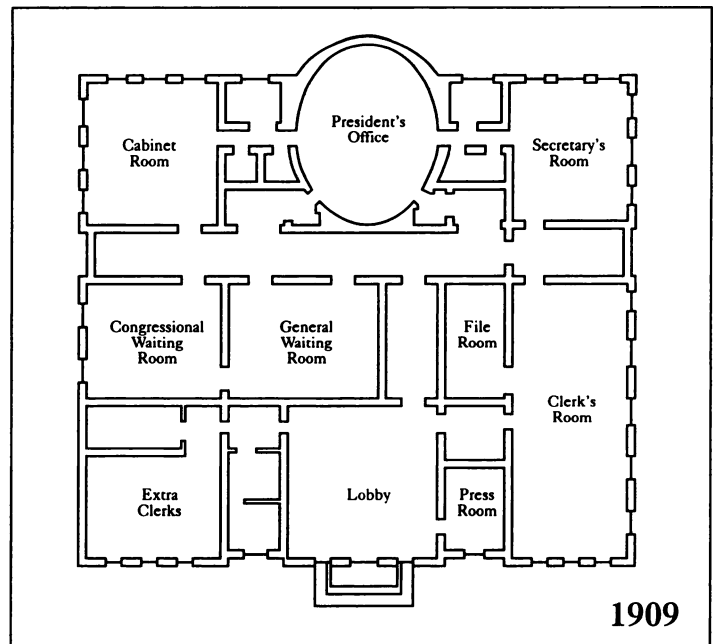 President's
Office
Cabinet
Room
Secretary's
Room
Congressional
Waiting
Room
General
Waiting
Room
File
Room
Clerk's
Room
Extra
Clerks
Lobby
Press
Room
1909